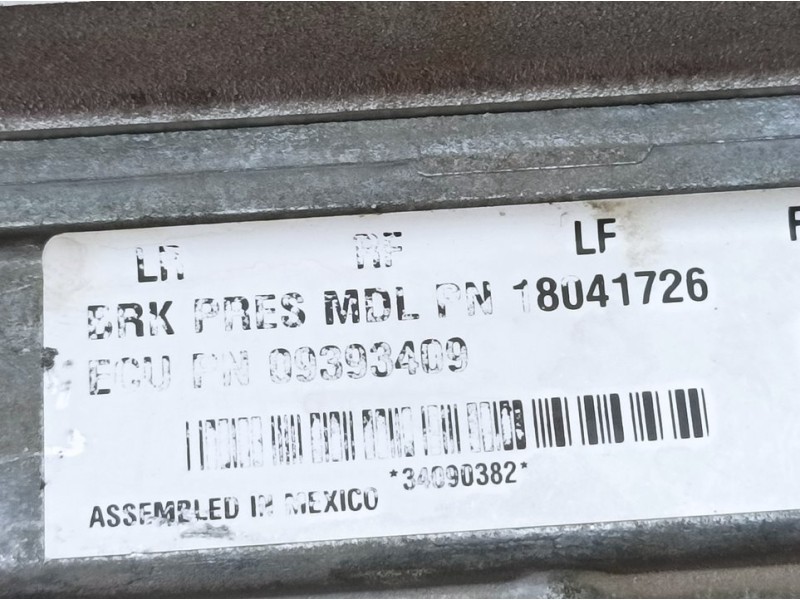 LR RF LF
BRK PRES MDL PN 18041726
ECU PN 09393409
*34090382*
ASSEMBLED IN MEXICO